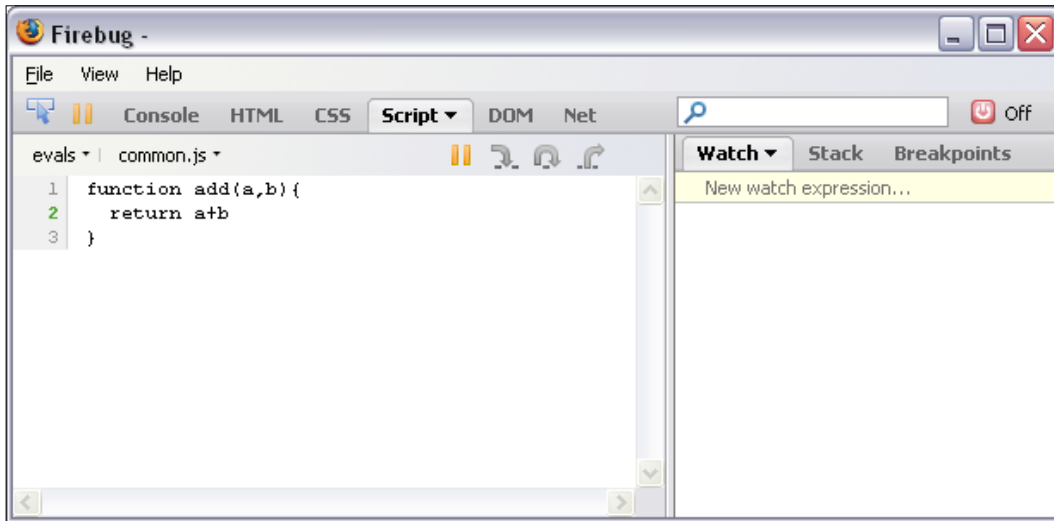 Firebug -
File View Help
Console HTML CSS Script DOM Net Off
evals common.js
Watch Stack Breakpoints
New watch expression...
1 function add(a,b){
2 return a+b
3 }